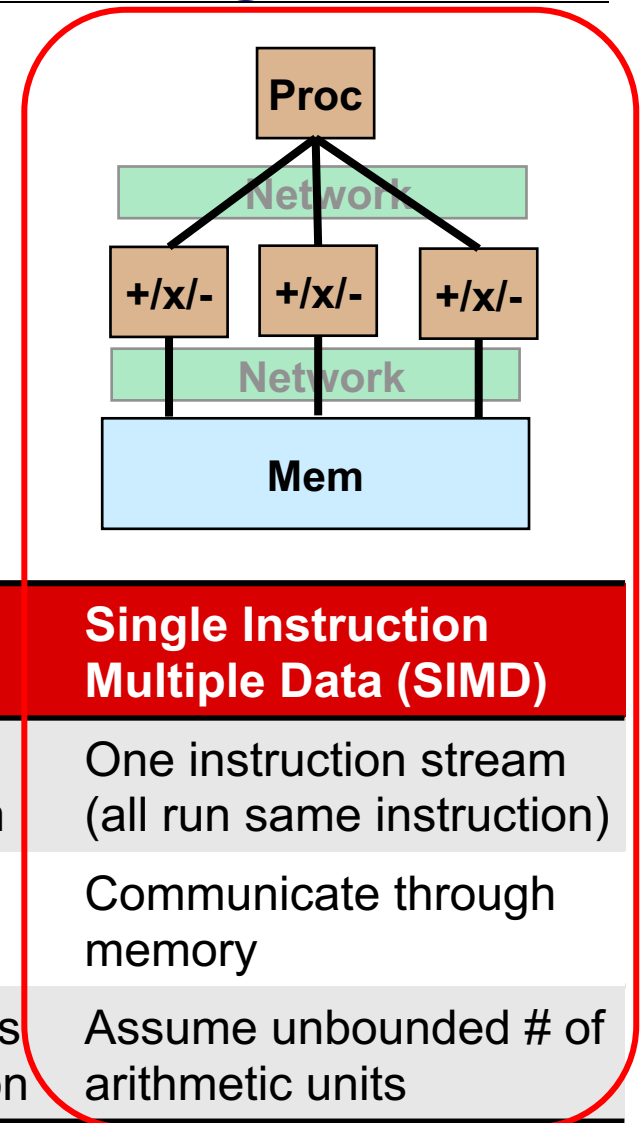 Proc
Network
+/x/- +/x/- +/x/-
Network
Mem
Single Instruction
Multiple Data (SIMD)
One instruction stream
(all run same instruction)
Communicate through
memory
Assume unbounded # of
arithmetic units